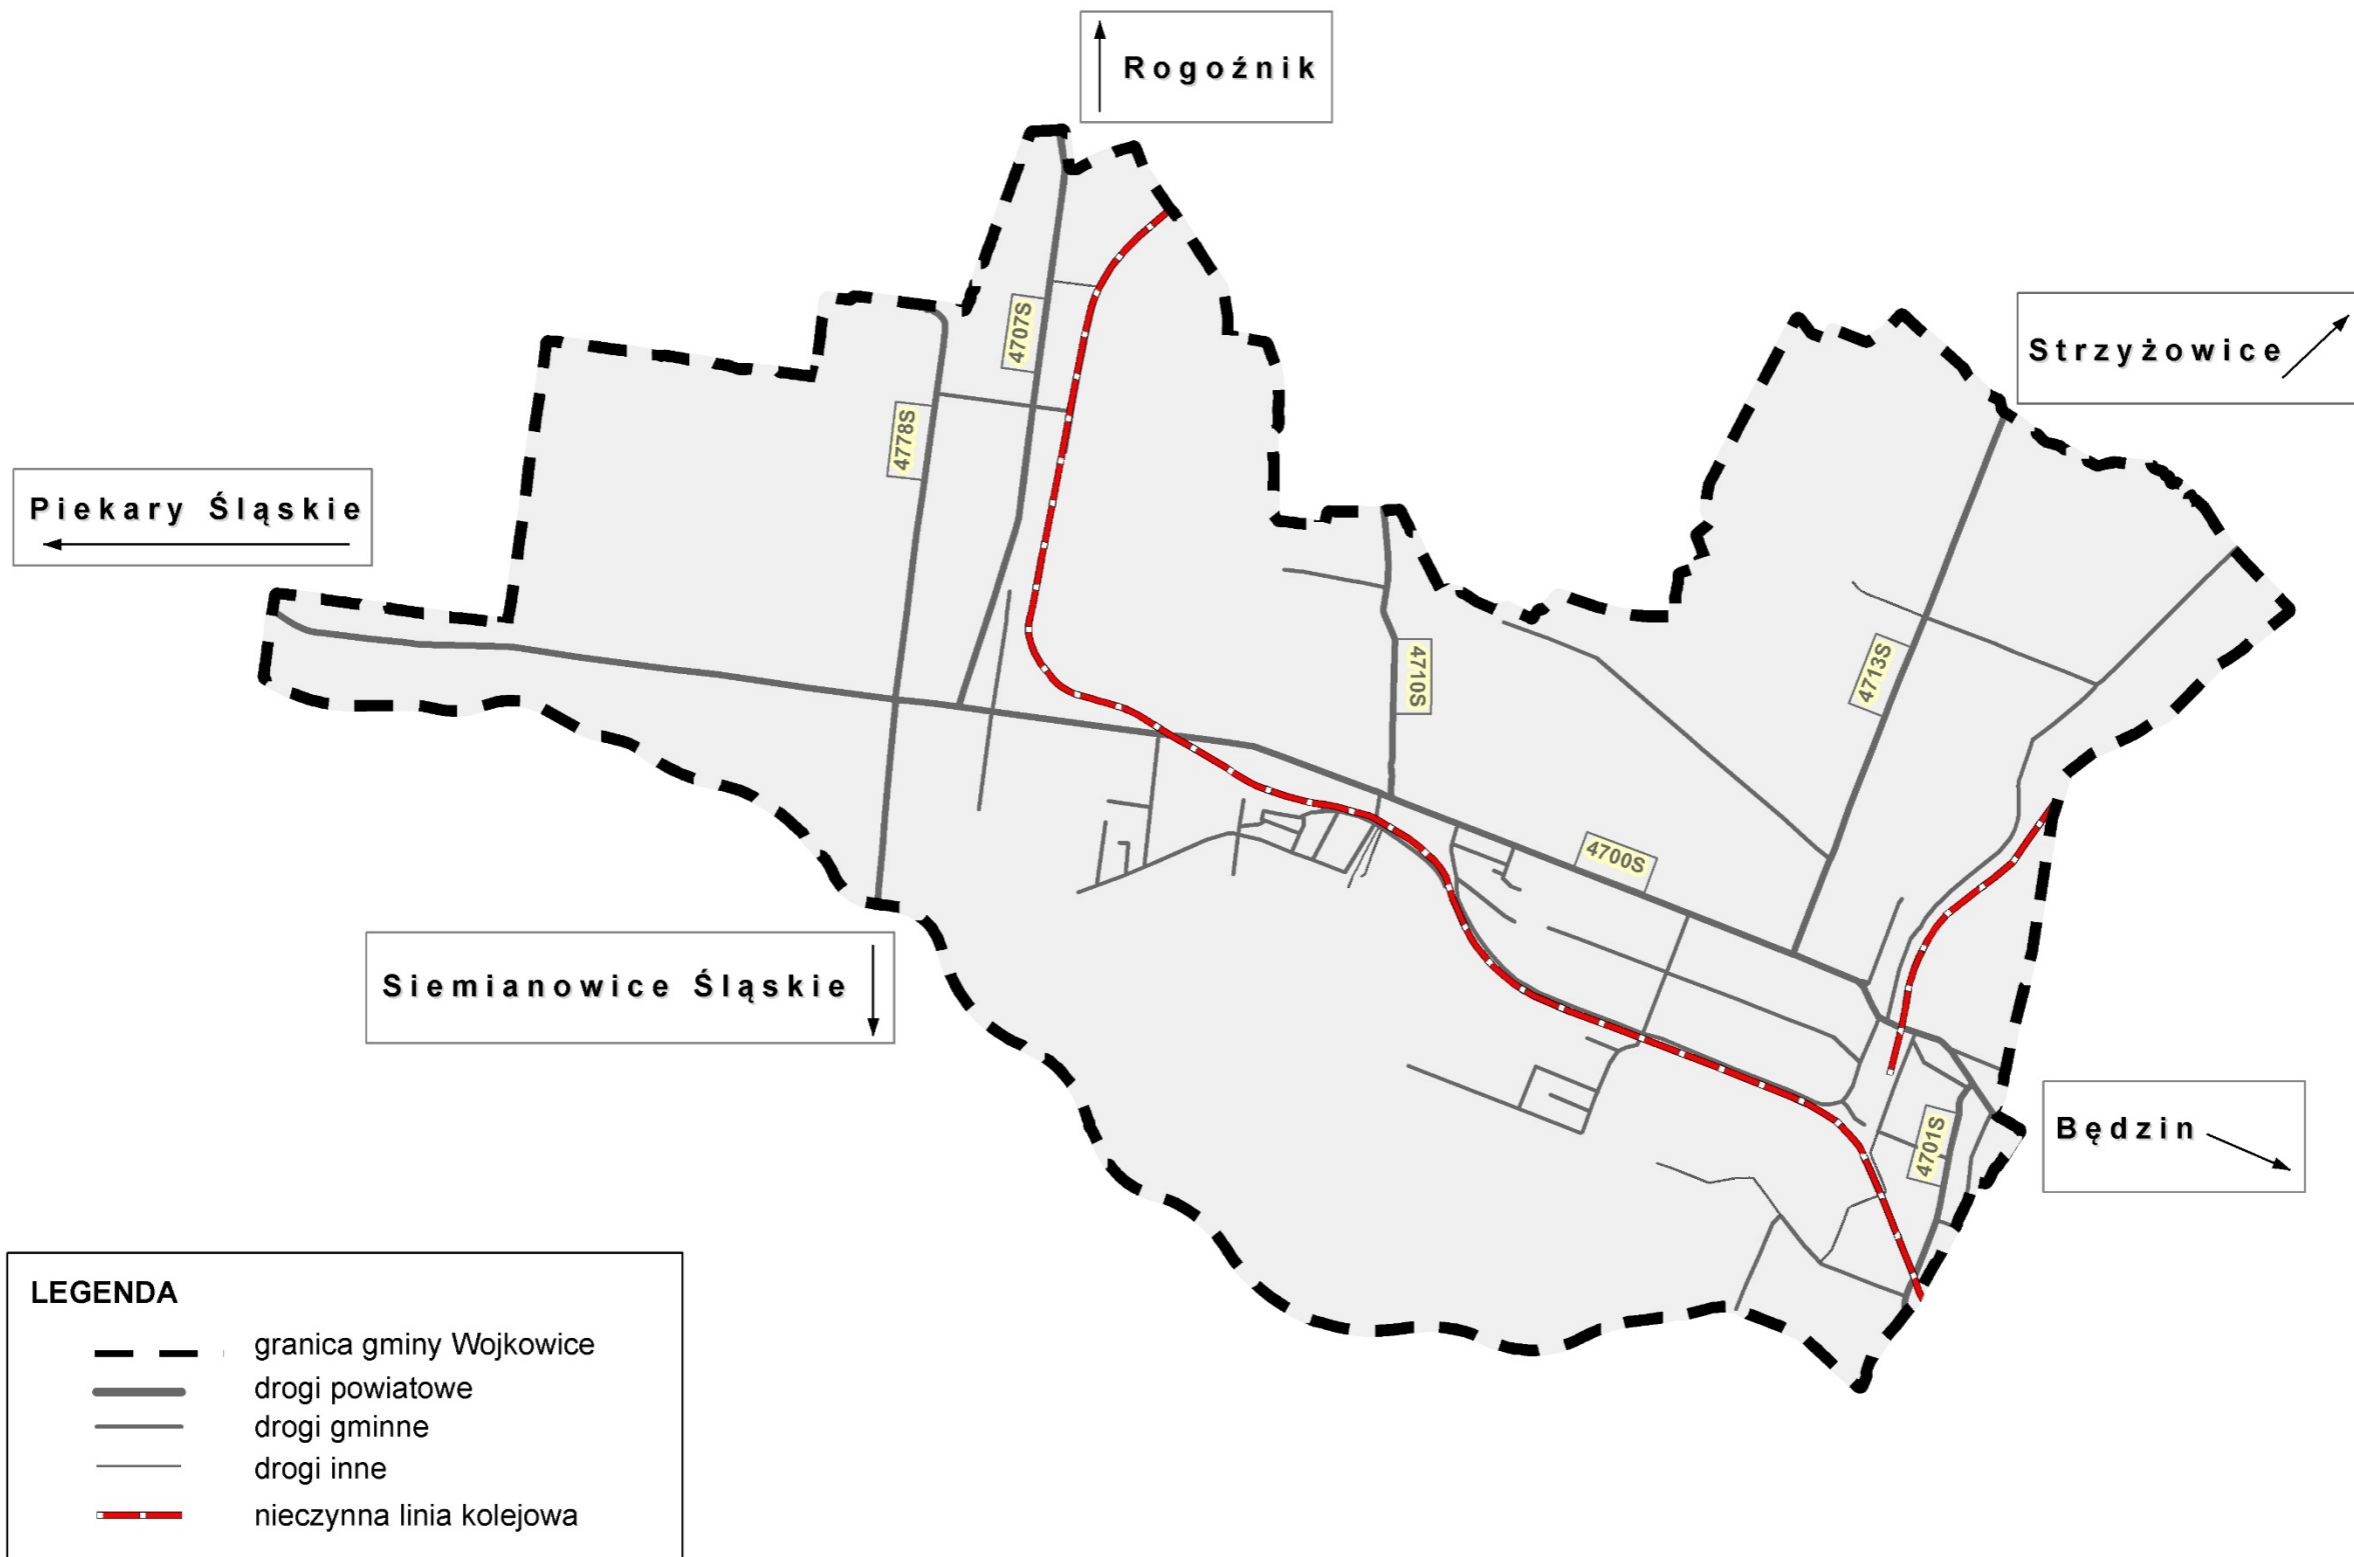 Rogoźnik
Strzyżowice
4707S
4778S
Piekary Śląskie
4710S
4713S
4700S
Siemianowice Śląskie
4701S
Będzin
LEGENDA
granica gminy Wojkowice
drogi powiatowe
drogi gminne
drogi inne
nieczynna linia kolejowa